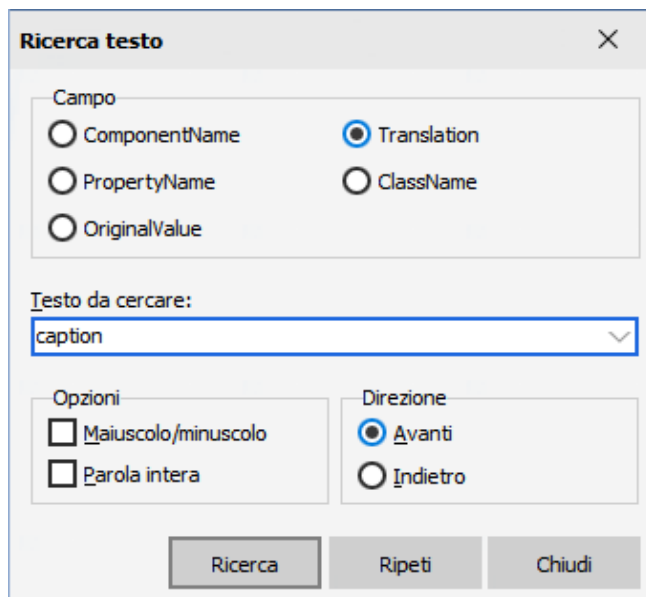 Ricerca testo
Campo
ComponentName
Translation
PropertyName
ClassName
OriginalValue
Testo da cercare:
caption
Opzioni
Direzione
Maiuscolo/minuscolo
Avanti
Parola intera
Indietro
Ricerca
Ripeti
Chiudi